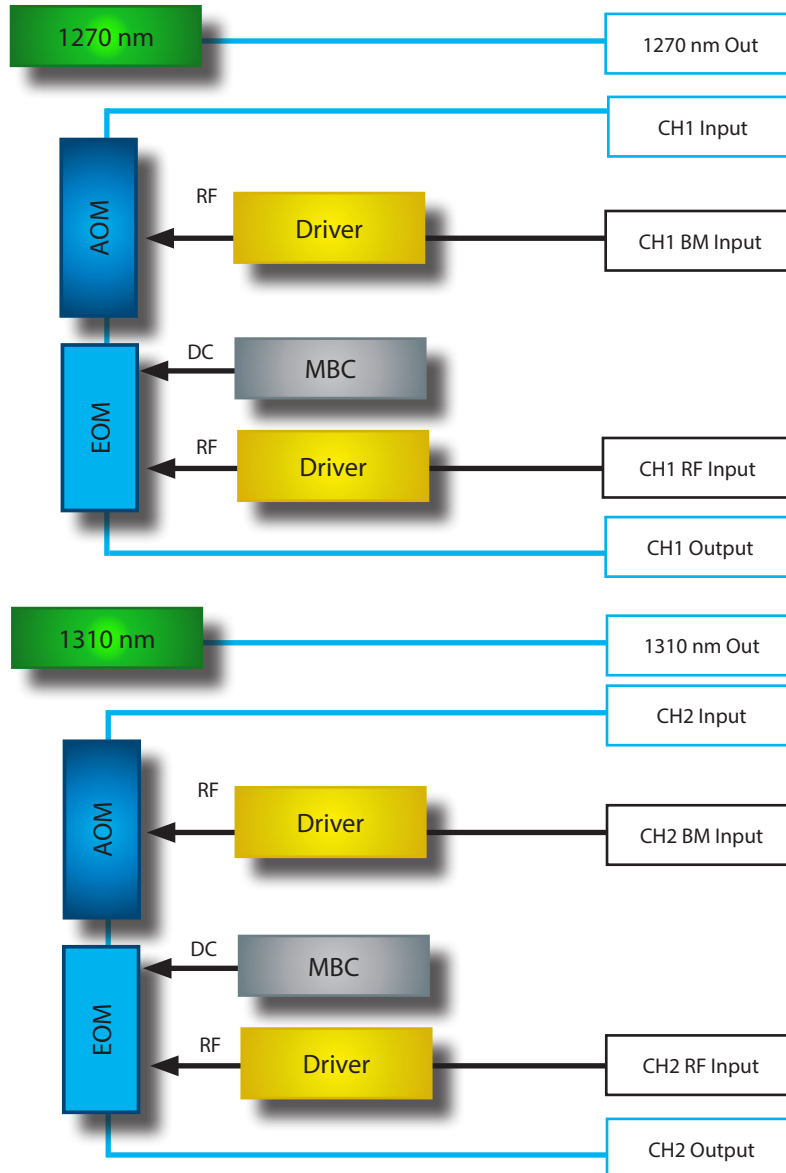 1270 nm
1270 nm Out
CH1 Input
AOM
RF
Driver
CH1 BM Input
EOM
DC
MBC
RF
Driver
CH1 RF Input
CH1 Output
1310 nm
1310 nm Out
CH2 Input
AOM
RF
Driver
CH2 BM Input
EOM
DC
MBC
RF
Driver
CH2 RF Input
CH2 Output